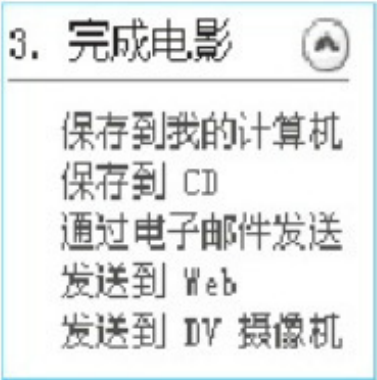 3. 完成电影
保存到我的计算机
保存到 CD
通过电子邮件发送
发送到 Web
发送到 DV 摄像机